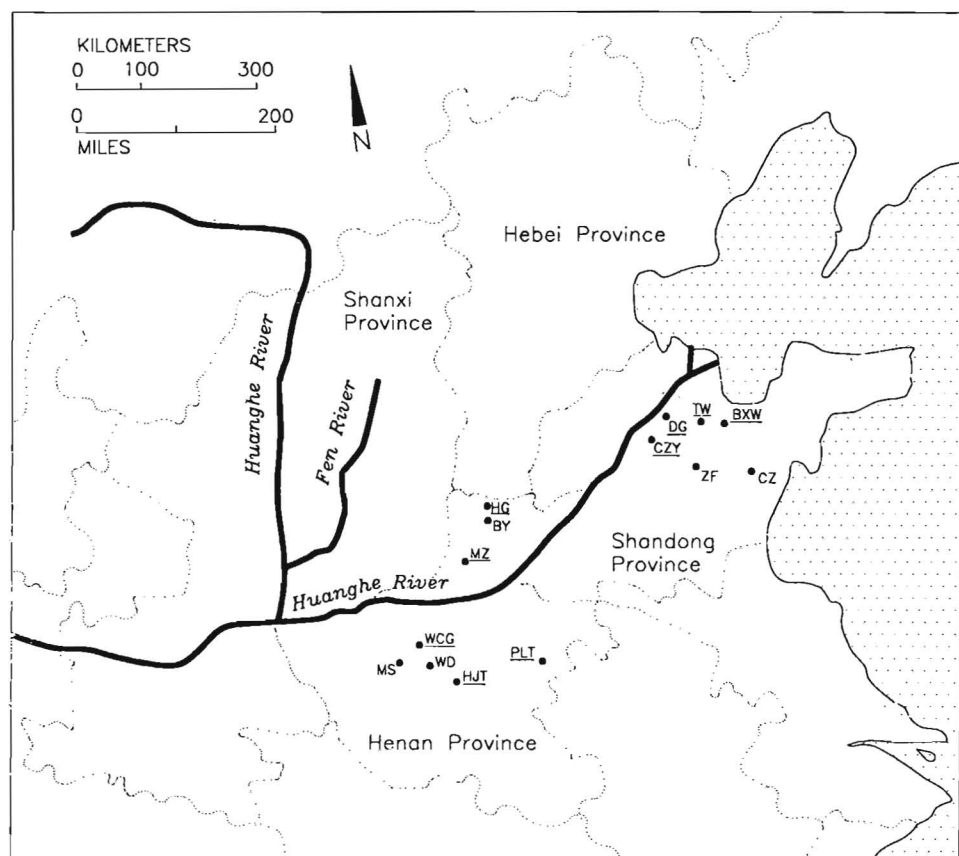 KILOMETERS
0 100 300
0 200
MILES
N
Hebei Province
Shanxi
Province
Huanghe River
Fen River
TW
BXW
DG
CZY
ZF
CZ
HG
BY
MZ
Shandong
Province
Huanghe River
WCG
MS
WD
HJT
PLT
Henan Province